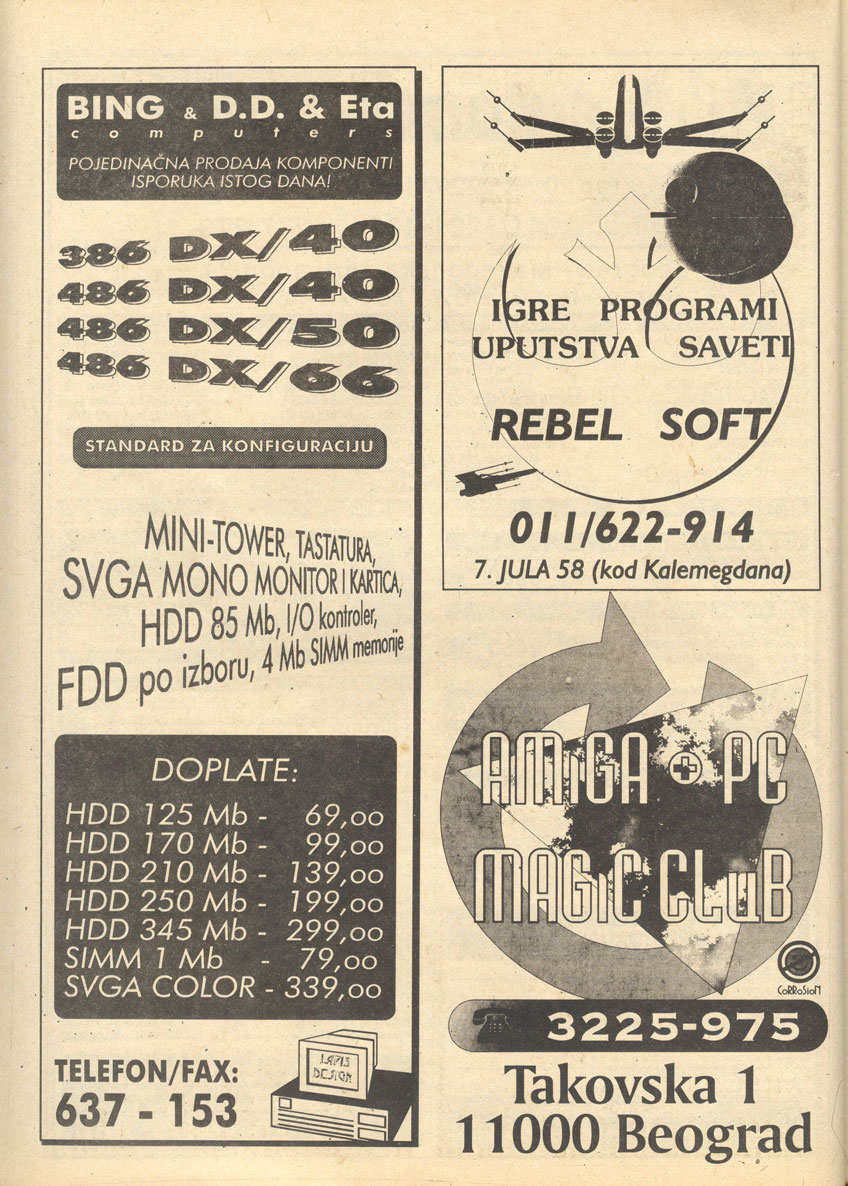 BING & D.D. & Eta
computers
POJEDINAČNA PRODAJA KOMPONENTI
ISPORUKA ISTOG DANA!
386 DX/40
486 DX/40
486 DX/50
486 DX/66
STANDARD ZA KONFIGURACIJU
MINI-TOWER, TASTATURA,
SVGA MONO MONITOR I KARTICA,
HDD 85 Mb, I/O kontroler,
FDD po izboru, 4 Mb SIMM memorije
DOPLATE:
HDD 125 Mb - 69,oo
HDD 170 Mb - 99,oo
HDD 210 Mb - 139,oo
HDD 250 Mb - 199,oo
HDD 345 Mb - 299,oo
SIMM 1 Mb - 79,oo
SVGA COLOR - 339,oo
TELEFON/FAX:
637 - 153
LAPIS
DESIGN
IGRE PROGRAMI
UPUTSTVA SAVETI
REBEL SOFT
011/622-914
7. JULA 58 (kod Kalemegdana)
AMiGA + PC
MAGiC CLuB
CoRRoSioN
3225-975
Takovska 1
11000 Beograd